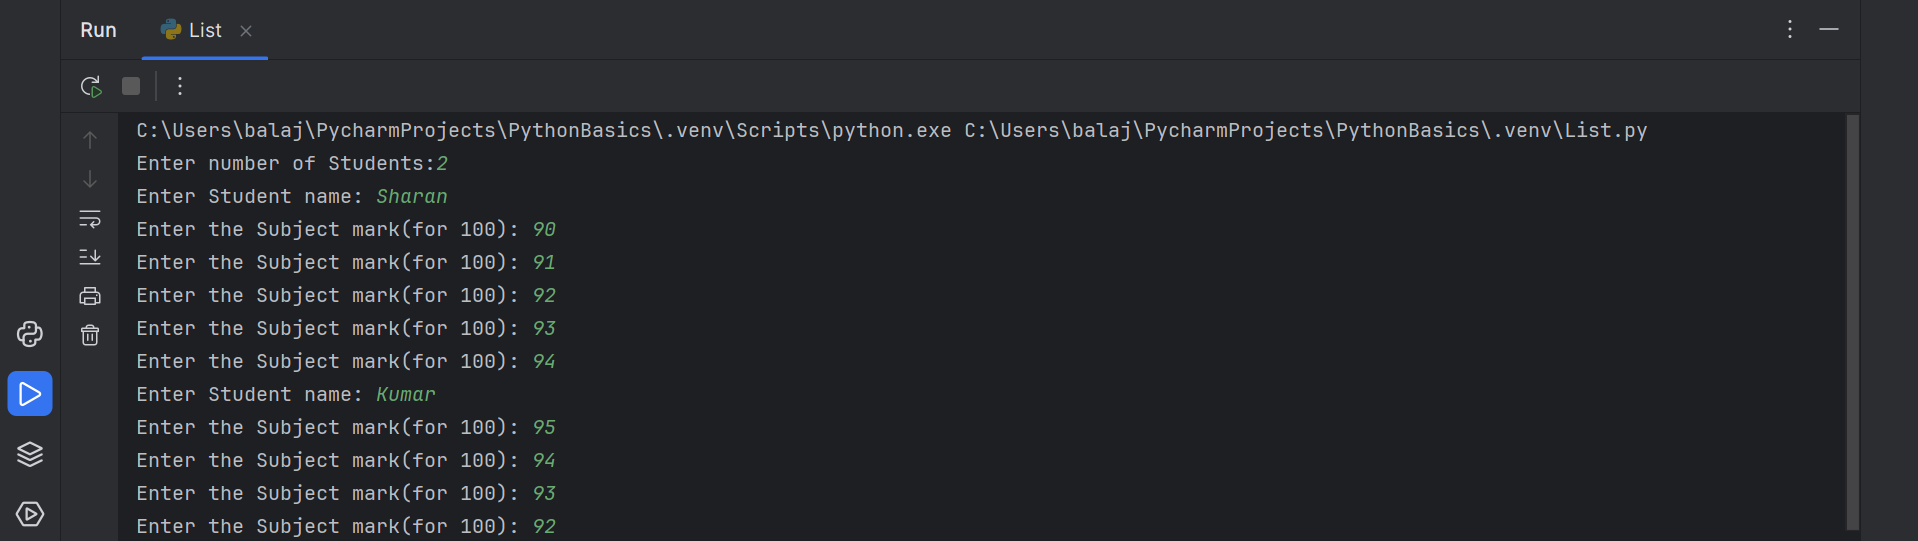 Run List
C:\Users\balaj\PycharmProjects\PythonBasics\.venv\Scripts\python.exe C:\Users\balaj\PycharmProjects\PythonBasics\.venv\List.py
Enter number of Students:2
Enter Student name: Sharan
Enter the Subject mark(for 100): 90
Enter the Subject mark(for 100): 91
Enter the Subject mark(for 100): 92
Enter the Subject mark(for 100): 93
Enter the Subject mark(for 100): 94
Enter Student name: Kumar
Enter the Subject mark(for 100): 95
Enter the Subject mark(for 100): 94
Enter the Subject mark(for 100): 93
Enter the Subject mark(for 100): 92